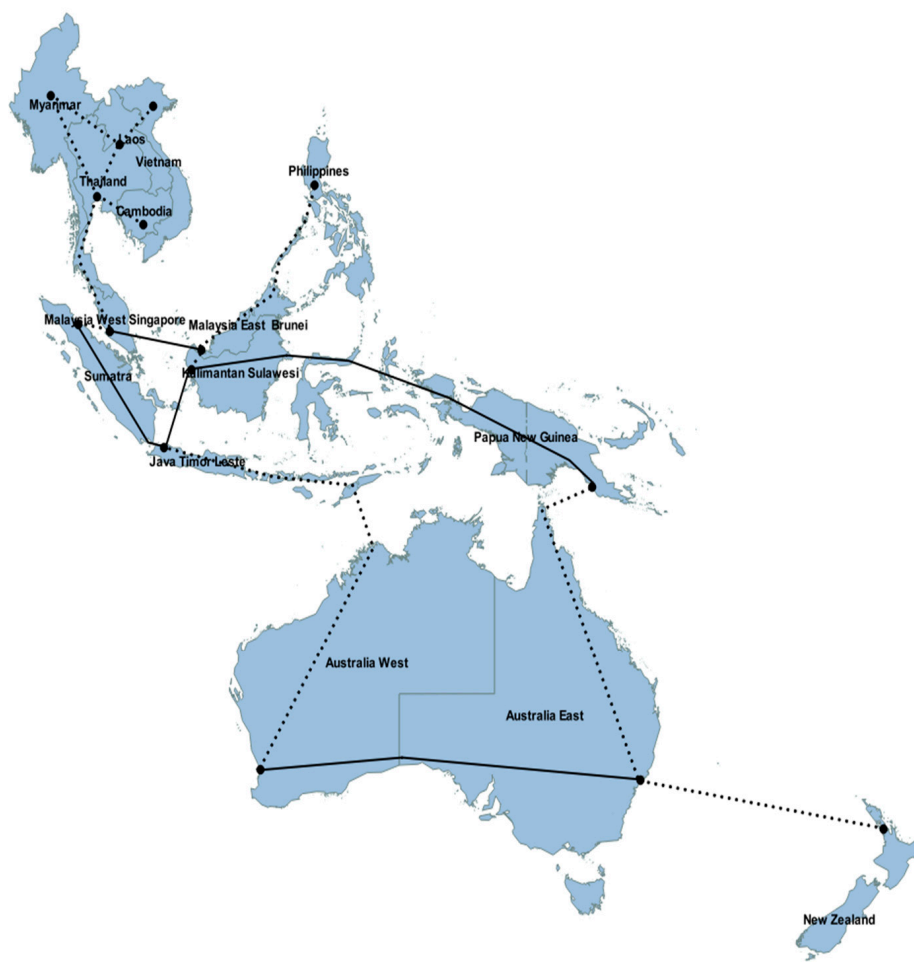 Myanmar
Laos
Vietnam
Philippines
Thailand
Cambodia
Malaysia West Singapore
Malaysia East Brunei
Sumatra
Kalimantan Sulawesi
Papua New Guinea
Java Timor Leste
Australia West
Australia East
New Zealand